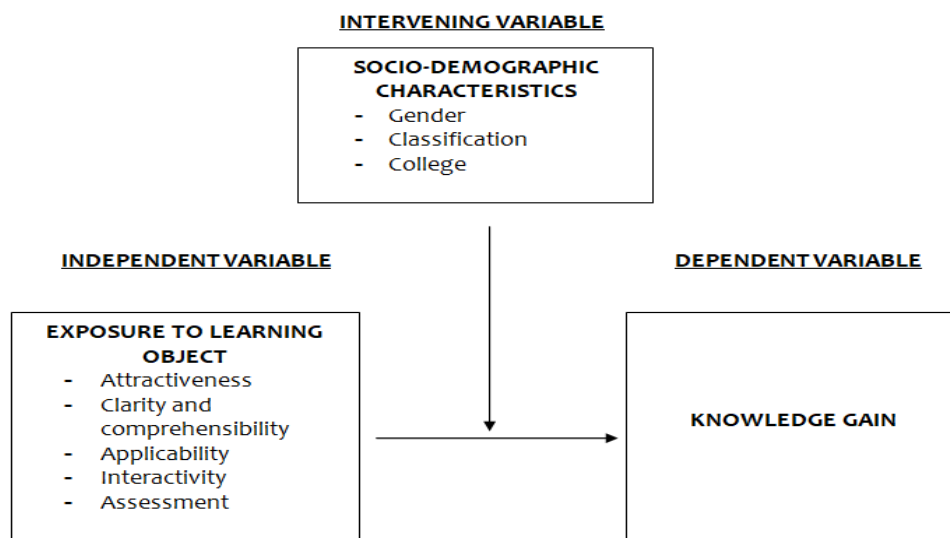 INTERVENING VARIABLE
SOCIO-DEMOGRAPHIC
CHARACTERISTICS
- Gender
- Classification
- College
INDEPENDENT VARIABLE
EXPOSURE TO LEARNING
OBJECT
- Attractiveness
- Clarity and
comprehensibility
- Applicability
- Interactivity
- Assessment
DEPENDENT VARIABLE
KNOWLEDGE GAIN